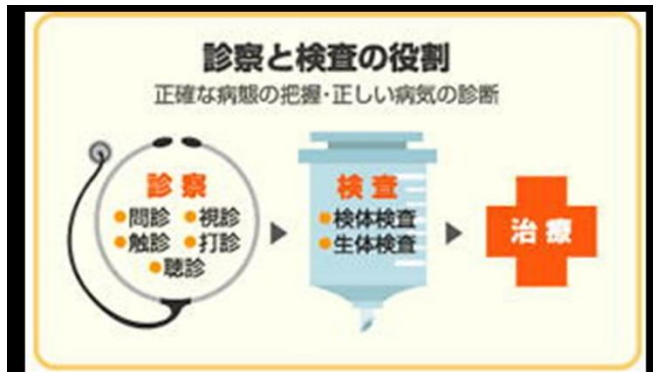 診察と検査の役割
正確な病態の把握・正しい病気の診断
診察
●問診 ●視診
●触診 ●打診
●聴診
検査
●検体検査
●生体検査
治療